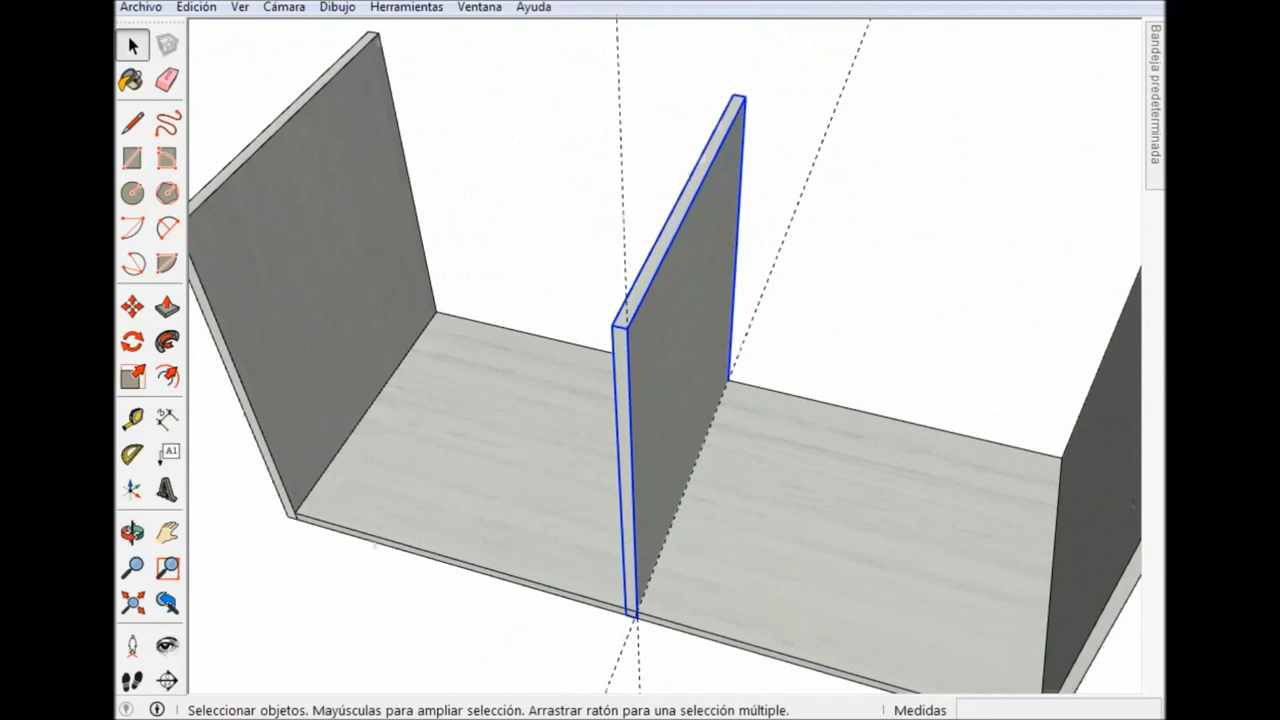 Archivo Edición Ver Cámara Dibujo Herramientas Ventana Ayuda
Bandeja predeterminada
A1
Seleccionar objetos. Mayúsculas para ampliar selección. Arrastrar ratón para una selección múltiple. Medidas